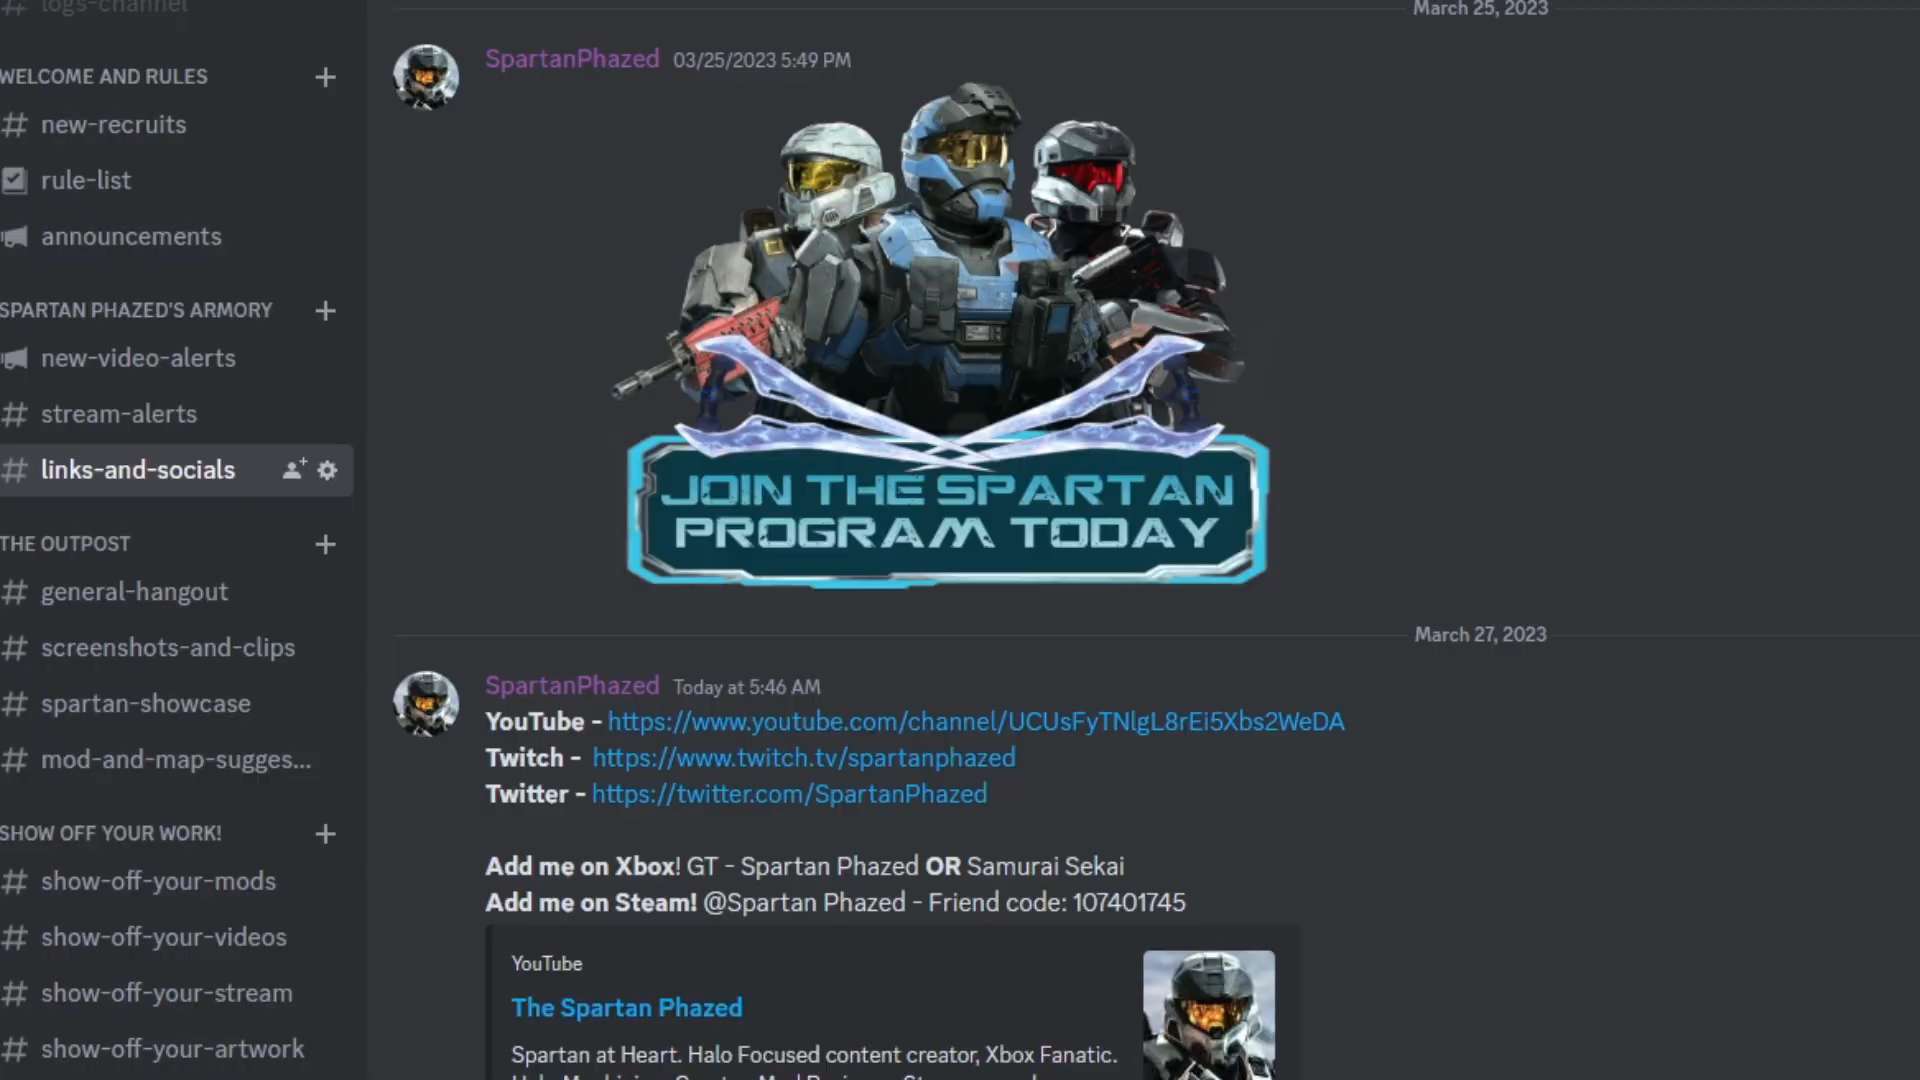 logs-channel
WELCOME AND RULES
new-recruits
rule-list
announcements
SPARTAN PHAZED'S ARMORY
new-video-alerts
stream-alerts
links-and-socials
THE OUTPOST
general-hangout
screenshots-and-clips
spartan-showcase
mod-and-map-sugges...
SHOW OFF YOUR WORK!
show-off-your-mods
show-off-your-videos
show-off-your-stream
show-off-your-artwork
March 25, 2023
SpartanPhazed 03/25/2023 5:49 PM
JOIN THE SPARTAN
PROGRAM TODAY
March 27, 2023
SpartanPhazed Today at 5:46 AM
YouTube - https://www.youtube.com/channel/UCUsFyTNlgL8rEi5Xbs2WeDA
Twitch - https://www.twitch.tv/spartanphazed
Twitter - https://twitter.com/SpartanPhazed
Add me on Xbox! GT - Spartan Phazed OR Samurai Sekai
Add me on Steam! @Spartan Phazed - Friend code: 107401745
YouTube
The Spartan Phazed
Spartan at Heart. Halo Focused content creator, Xbox Fanatic.